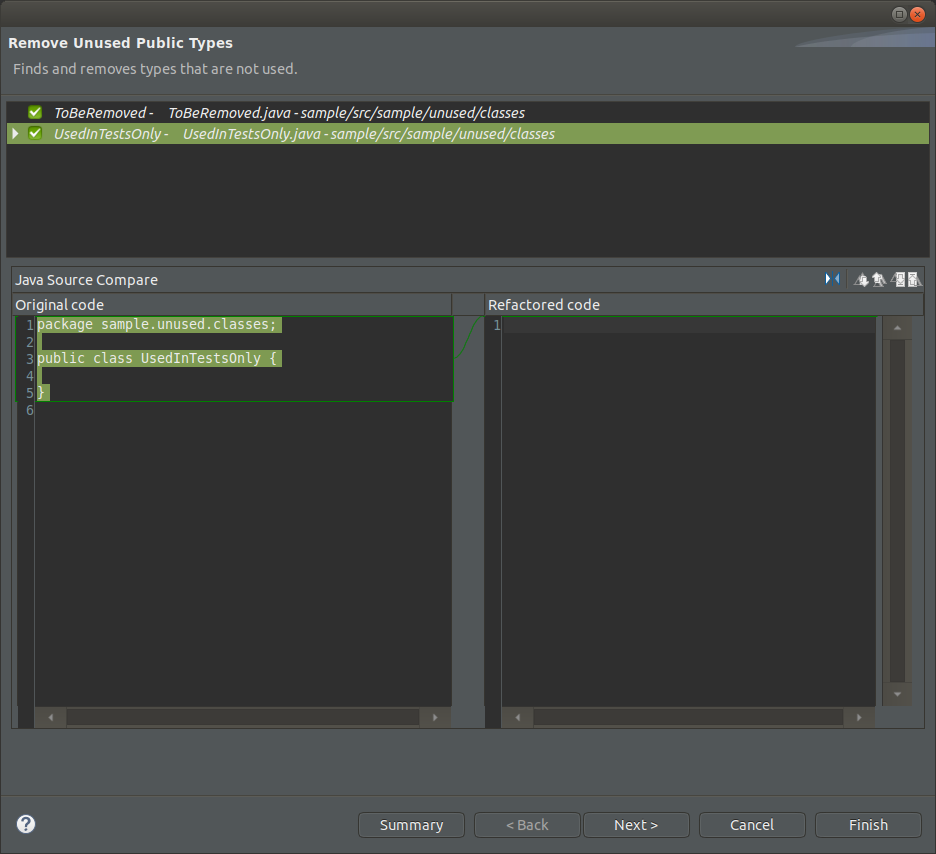 Remove Unused Public Types
Finds and removes types that are not used.
ToBeRemoved - ToBeRemoved.java - sample/src/sample/unused/classes
UsedInTestsOnly - UsedInTestsOnly.java - sample/src/sample/unused/classes
Java Source Compare
Original code
Refactored code
1 package sample.unused.classes;
2
3 public class UsedInTestsOnly {
4
5 }
6
1
?
Summary
< Back
Next >
Cancel
Finish